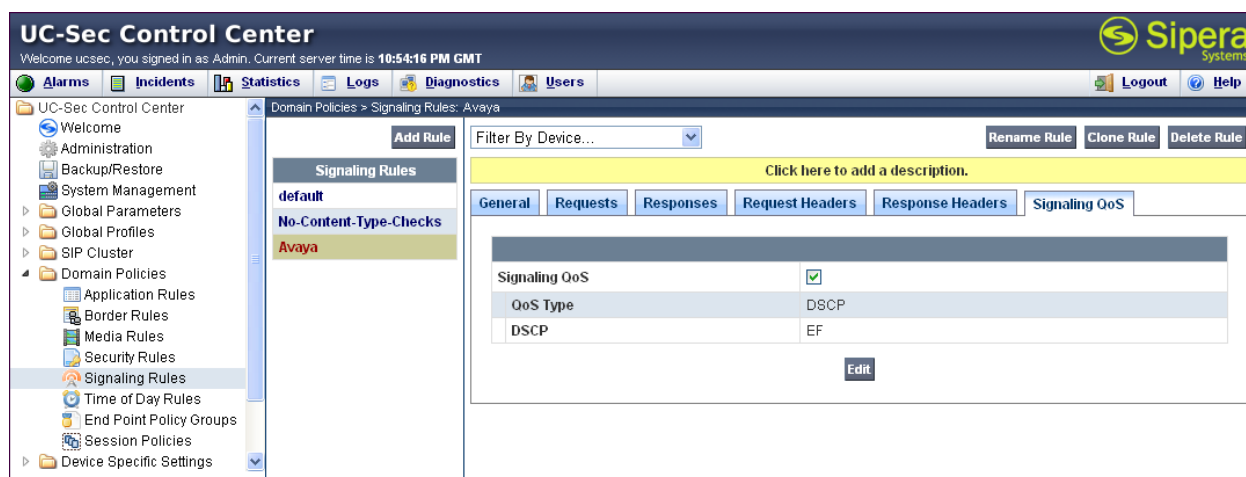 UC-Sec Control Center
Welcome ucsec, you signed in as Admin. Current server time is 10:54:16 PM GMT
Sipera
Systems
Alarms Incidents Statistics Logs Diagnostics Users Logout Help
UC-Sec Control Center
Welcome
Administration
Backup/Restore
System Management
Global Parameters
Global Profiles
SIP Cluster
Domain Policies
Application Rules
Border Rules
Media Rules
Security Rules
Signaling Rules
Time of Day Rules
End Point Policy Groups
Session Policies
Device Specific Settings
Domain Policies > Signaling Rules: Avaya
Add Rule
Signaling Rules
default
No-Content-Type-Checks
Avaya
Filter By Device... Rename Rule Clone Rule Delete Rule
Click here to add a description.
General Requests Responses Request Headers Response Headers Signaling QoS
Signaling QoS
QoS Type DSCP
DSCP EF
Edit